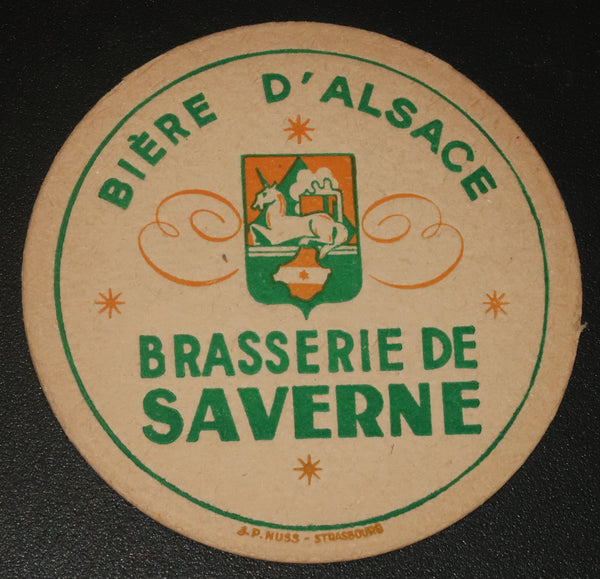 BIÈRE D'ALSACE
BRASSERIE DE
SAVERNE
S.P. NUSS - STRASBOURG